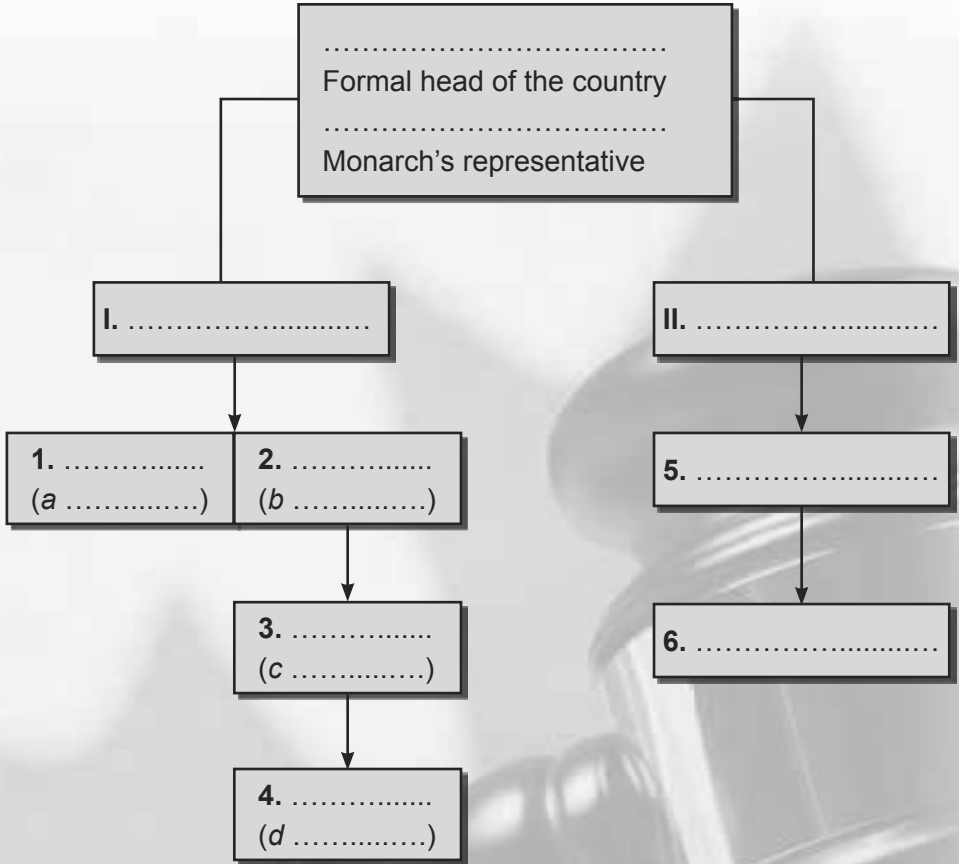 ……………………………
Formal head of the country
……………………………
Monarch’s representative
I. …………….........…
II. …………….........…
1. ……….......
(a …….....….)
2. ……….......
(b …….....….)
5. …………….........…
3. ……….......
(c …….....….)
6. …………….........…
4. ……….......
(d …….....….)